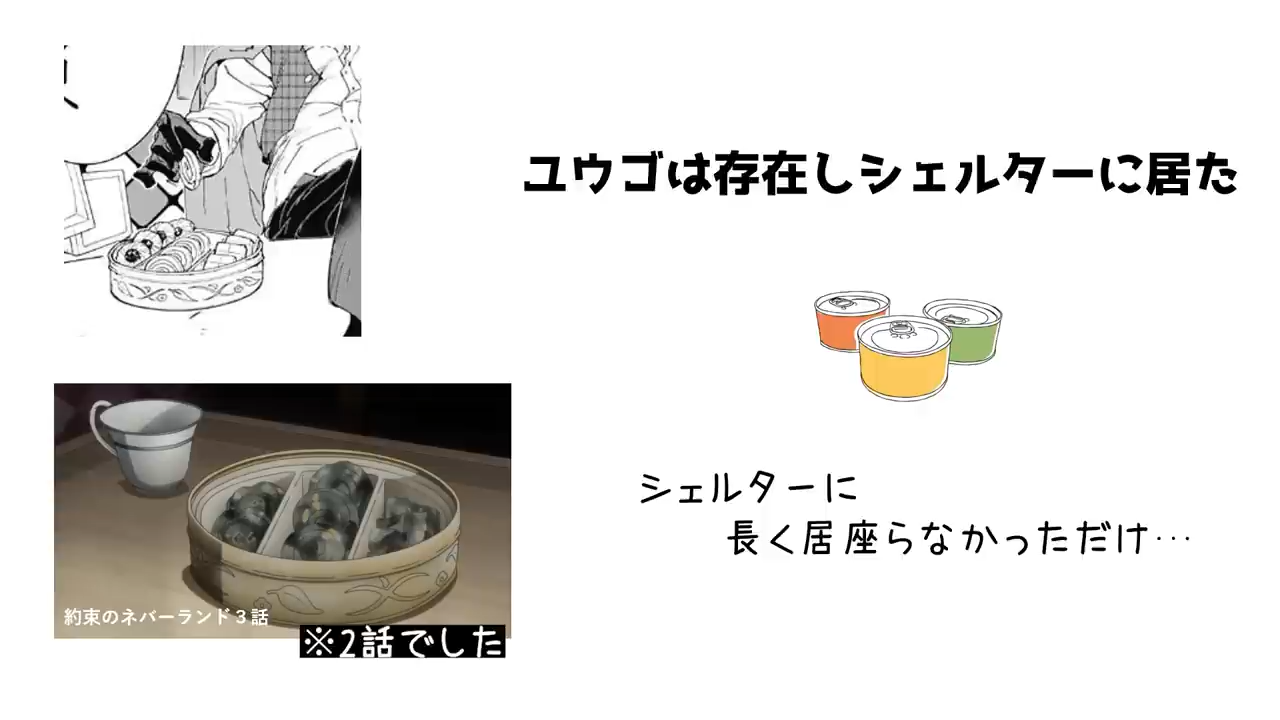 ユウゴは存在しシェルターに居た
シェルターに
長く居座らなかっただけ…
約束のネバーランド３話
※2話でした